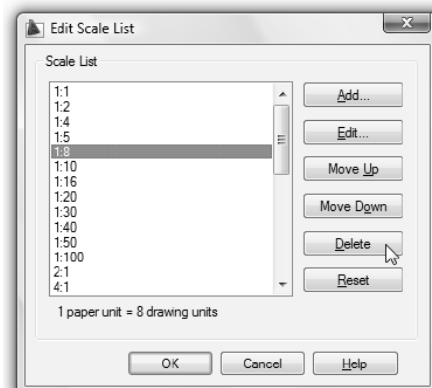 Edit Scale List
Scale List
1:1
1:2
1:4
1:5
1:8
1:10
1:16
1:20
1:30
1:40
1:50
1:100
2:1
4:1
Add...
Edit...
Move Up
Move Down
Delete
Reset
1 paper unit = 8 drawing units
OK Cancel Help